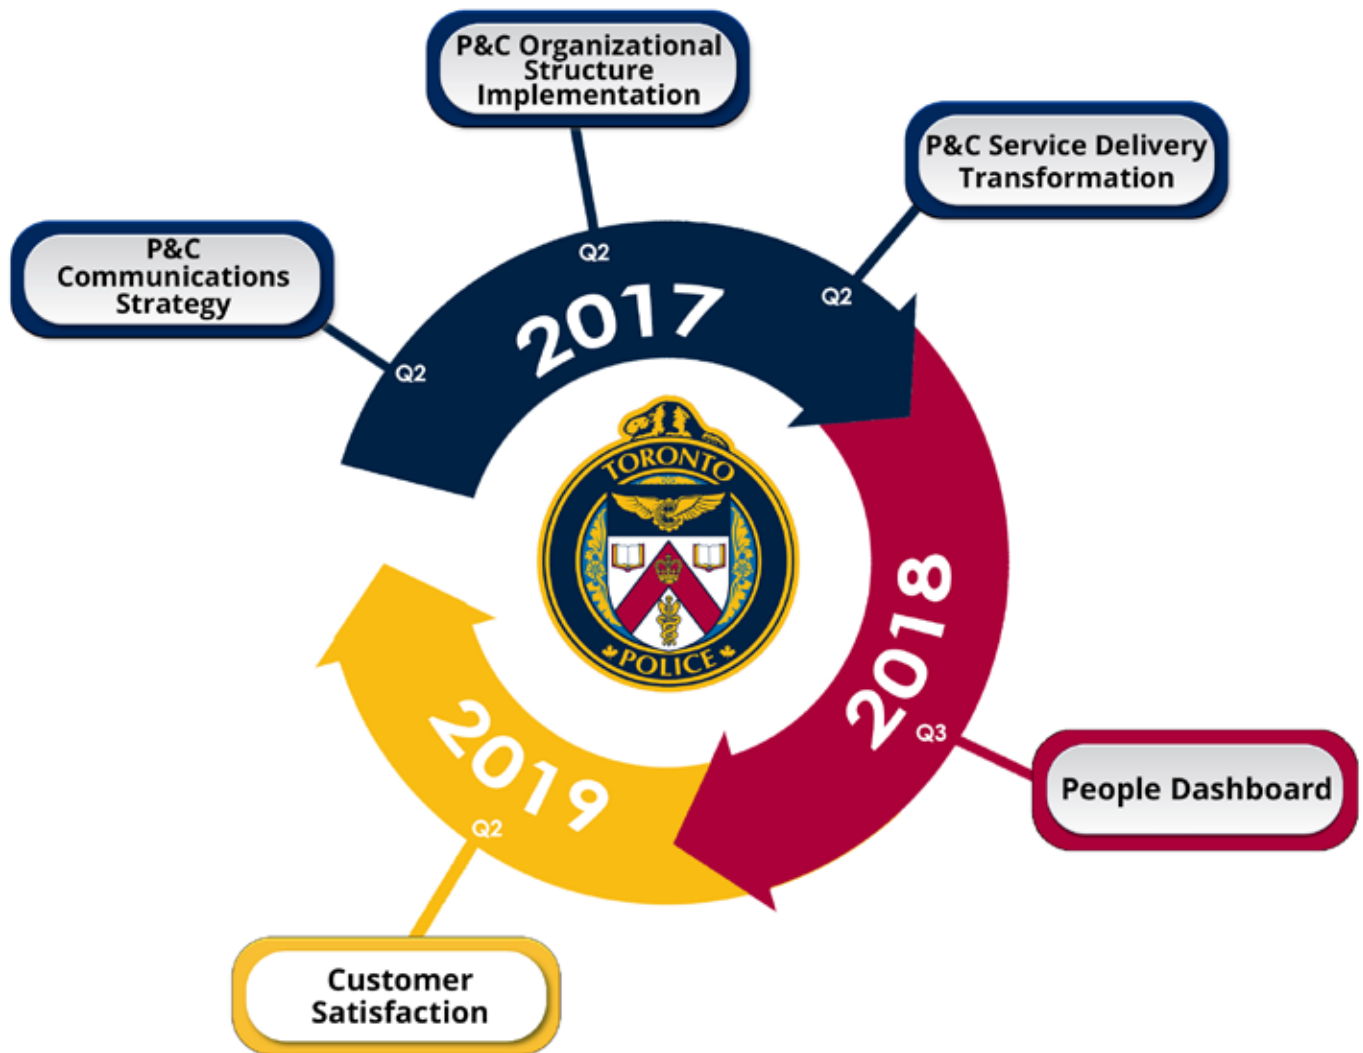 P&C Organizational
Structure
Implementation
P&C Service Delivery
Transformation
P&C
Communications
Strategy
Q2
Q2
Q2
2017
TORONTO
POLICE
2018
Q3
People Dashboard
2019
Q2
Customer
Satisfaction